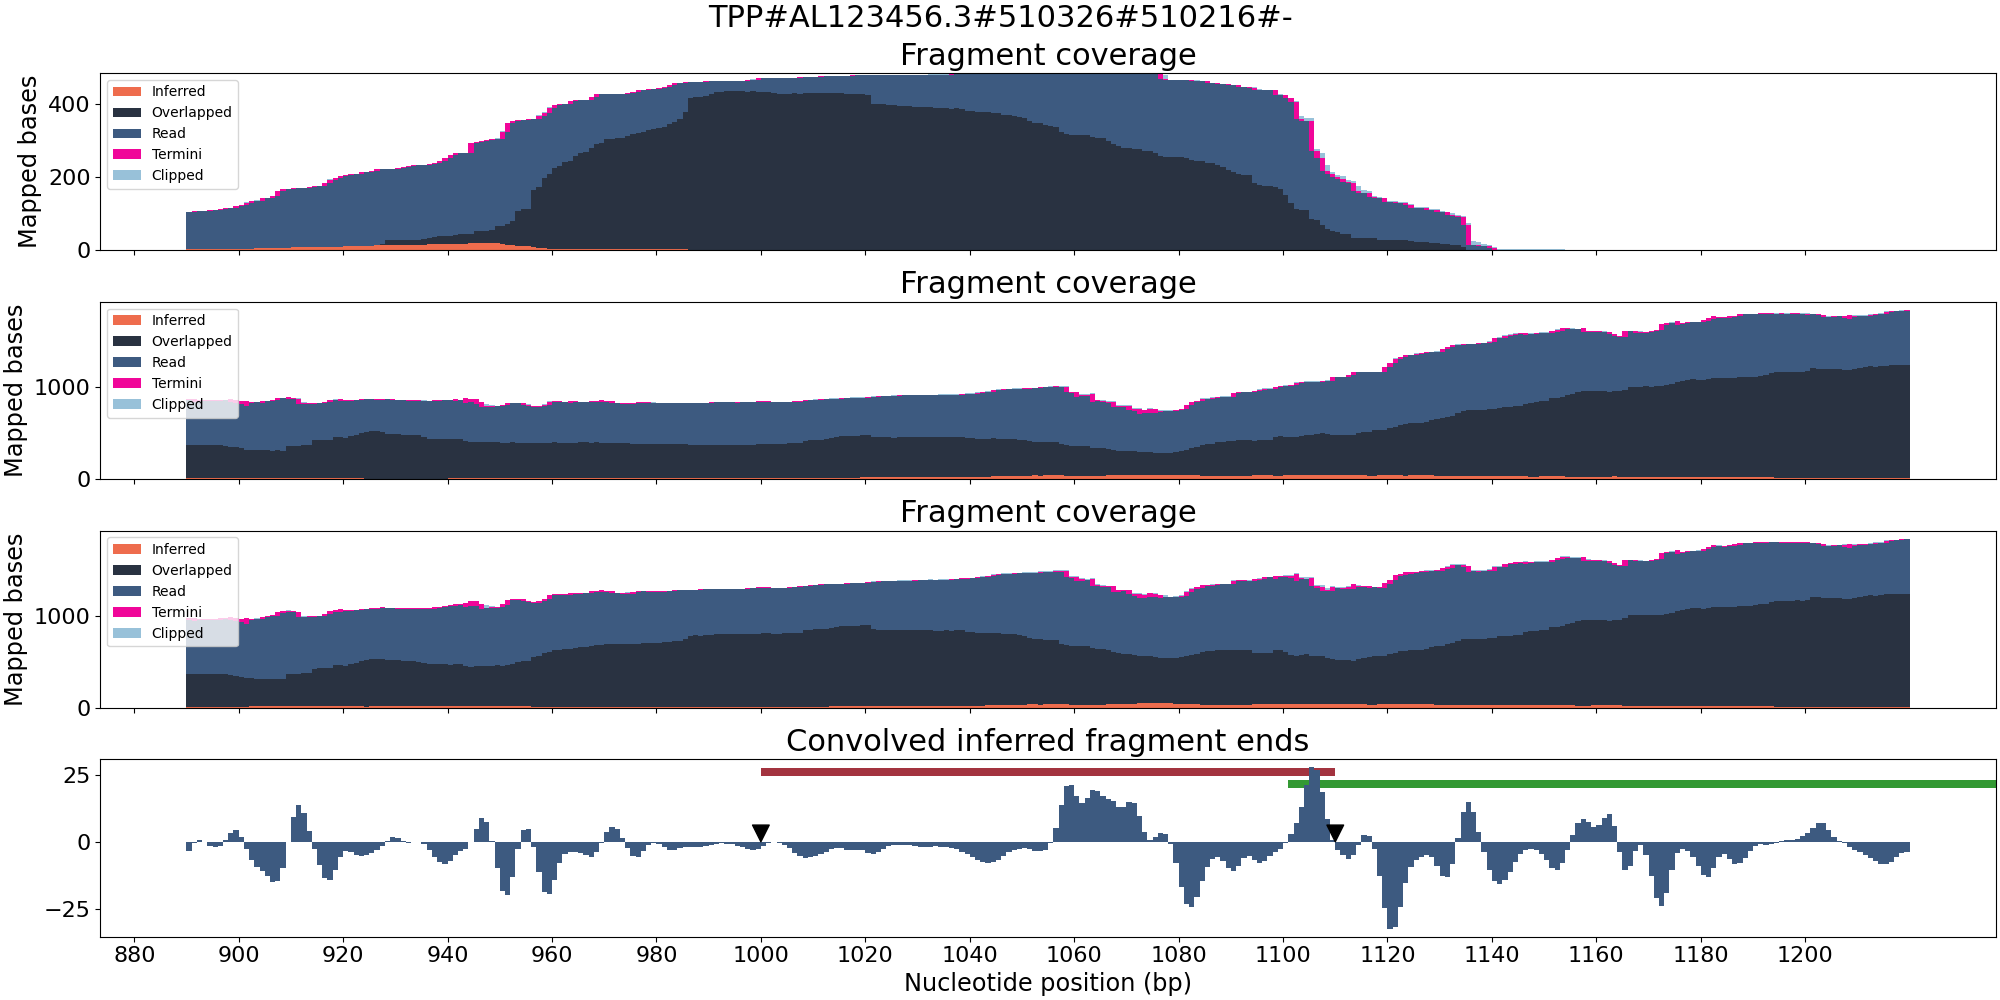 TPP#AL123456.3#510326#510216#-
Fragment coverage
Mapped bases
400
200
0
Inferred
Overlapped
Read
Termini
Clipped
Fragment coverage
Mapped bases
1000
0
Inferred
Overlapped
Read
Termini
Clipped
Fragment coverage
Mapped bases
1000
0
Inferred
Overlapped
Read
Termini
Clipped
Convolved inferred fragment ends
25
0
−25
880 900 920 940 960 980 1000 1020 1040 1060 1080 1100 1120 1140 1160 1180 1200
Nucleotide position (bp)